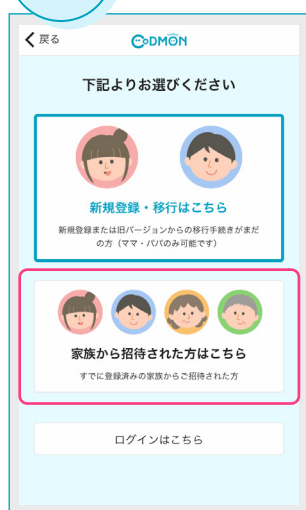 戻る
CoDMON
下記よりお選びください
新規登録・移行はこちら
新規登録または旧バージョンからの移行手続きがまだ
の方（ママ・パパのみ可能です）
家族から招待された方はこちら
すでに登録済みの家族からご招待された方
ログインはこちら